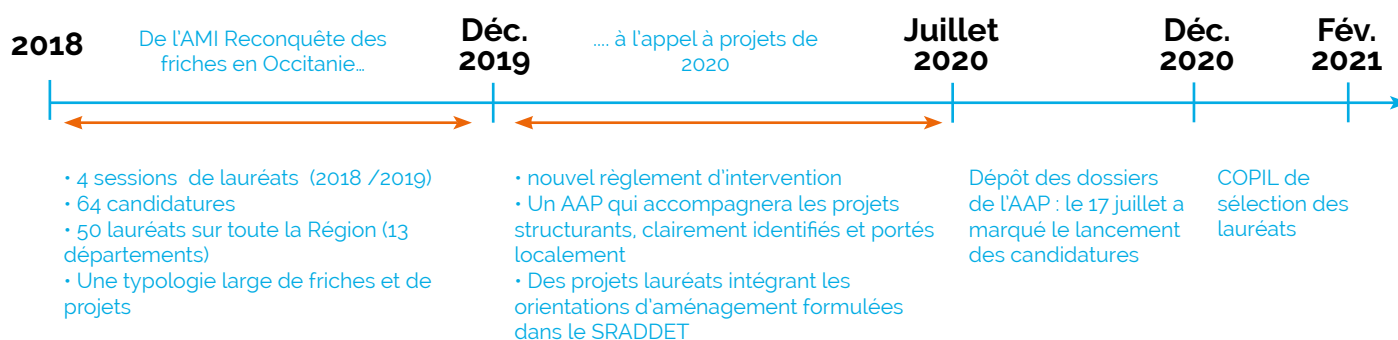 2018
De l’AMI Reconquête des
friches en Occitanie…
Déc.
2019
.... à l’appel à projets de
2020
Juillet
2020
Déc.
2020
Fév.
2021
• 4 sessions de lauréats (2018 /2019)
• 64 candidatures
• 50 lauréats sur toute la Région (13
départements)
• Une typologie large de friches et de
projets
• nouvel règlement d’intervention
• Un AAP qui accompagnera les projets
structurants, clairement identifiés et portés
localement
• Des projets lauréats intégrant les
orientations d’aménagement formulées
dans le SRADDET
Dépôt des dossiers
de l’AAP : le 17 juillet a
marqué le lancement
des candidatures
COPIL de
sélection des
lauréats